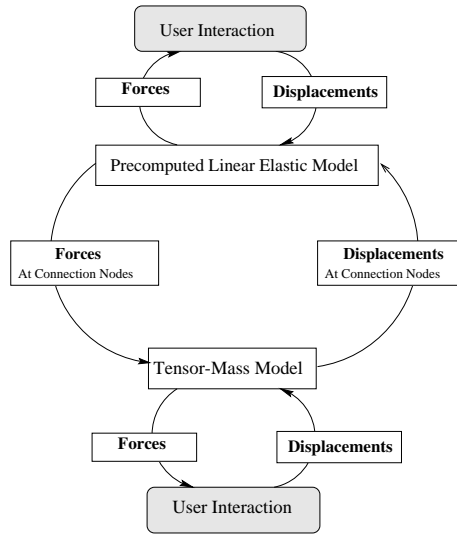 User Interaction
Forces
Displacements
Precomputed Linear Elastic Model
Forces
At Connection Nodes
Displacements
At Connection Nodes
Tensor-Mass Model
Forces
Displacements
User Interaction